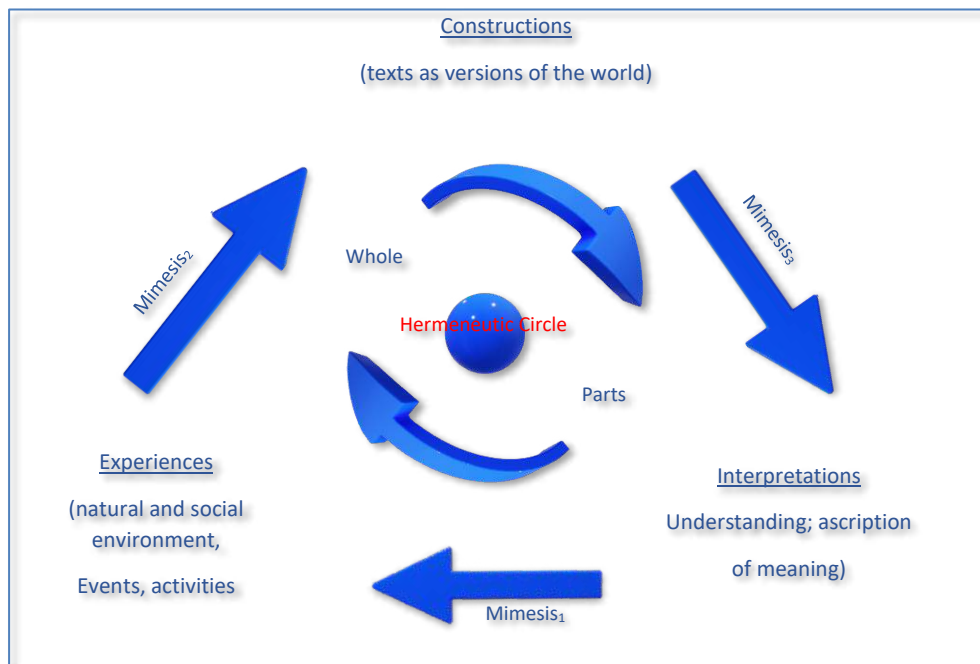 Constructions
(texts as versions of the world)
Mimesis₂
Mimesis₃
Whole
Hermeneutic Circle
Parts
Experiences
(natural and social
environment,
Events, activities
Interpretations
Understanding; ascription
of meaning)
Mimesis₁